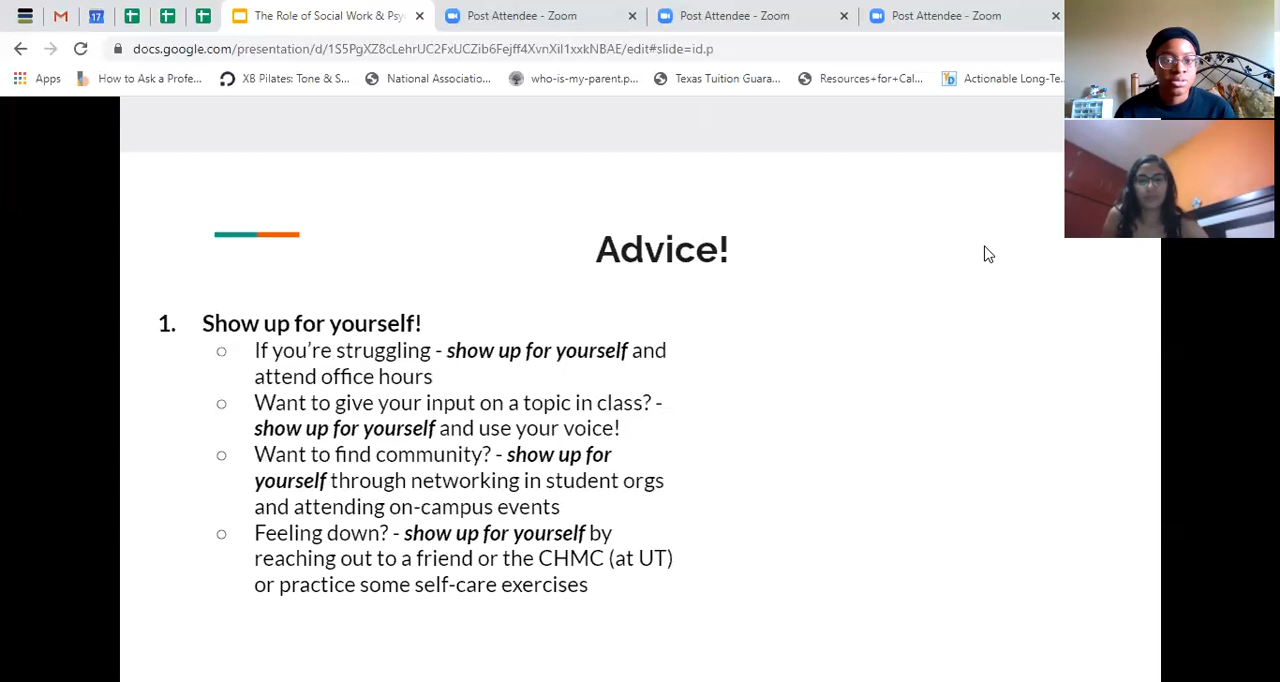 The Role of Social Work & Psy
Post Attendee - Zoom
Post Attendee - Zoom
Post Attendee - Zoom
docs.google.com/presentation/d/1S5PgXZ8cLehrUC2FxUCZib6Fejff4XvnXil1xxkNBAE/edit#slide=id.p
Apps
How to Ask a Profe...
XB Pilates: Tone & S...
National Associatio...
who-is-my-parent.p...
Texas Tuition Guara...
Resources+for+Cal...
Actionable Long-Te...
Advice!
1. Show up for yourself!
○ If you’re struggling - show up for yourself and
attend office hours
○ Want to give your input on a topic in class? -
show up for yourself and use your voice!
○ Want to find community? - show up for
yourself through networking in student orgs
and attending on-campus events
○ Feeling down? - show up for yourself by
reaching out to a friend or the CHMC (at UT)
or practice some self-care exercises